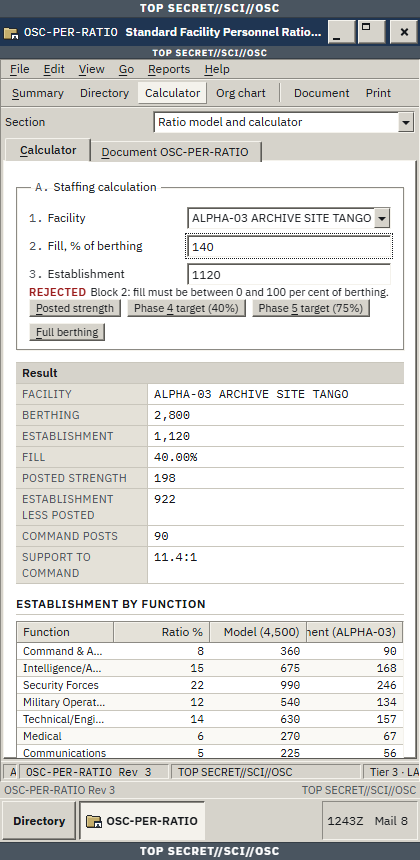 TOP SECRET//SCI/OSC
OSC-PER-RATIO Standard Facility Personnel Ratio...
TOP SECRET//SCI/OSC
File Edit View Go Reports Help
Summary Directory Calculator Org chart Document Print
Section Ratio model and calculator
Calculator Document OSC-PER-RATIO
A. Staffing calculation
1. Facility ALPHA-03 ARCHIVE SITE TANGO
2. Fill, % of berthing 140
3. Establishment 1120
REJECTED Block 2: fill must be between 0 and 100 per cent of berthing.
Posted strength Phase 4 target (40%) Phase 5 target (75%)
Full berthing
Result
FACILITY ALPHA-03 ARCHIVE SITE TANGO
BERTHING 2,800
ESTABLISHMENT 1,120
FILL 40.00%
POSTED STRENGTH 198
ESTABLISHMENT LESS POSTED 922
COMMAND POSTS 90
SUPPORT TO COMMAND 11.4:1
ESTABLISHMENT BY FUNCTION
Function Ratio % Model (4,500) nent (ALPHA-03)
Command & A... 8 360 90
Intelligence/A... 15 675 168
Security Forces 22 990 246
Military Operat... 12 540 134
Technical/Engi... 14 630 157
Medical 6 270 67
Communications 5 225 56
A OSC-PER-RATIO Rev 3 TOP SECRET//SCI/OSC Tier 3 · LA
OSC-PER-RATIO Rev 3 TOP SECRET//SCI/OSC
Directory OSC-PER-RATIO 1243Z Mail 8
TOP SECRET//SCI/OSC